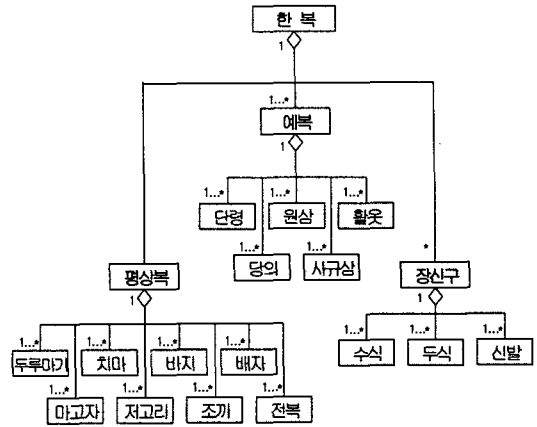 한 복
1
1...*
예복
1
1...* 1...* 1...*
단령 원삼 활옷
1...* 1...* *
당의 사규삼 장신구
평상복
1 1
1...* 1...* 1...* 1...* 1...* 1...* 1...*
두루마기 치마 바지 배자 수식 두식 신발
1...* 1...* 1...* 1...*
마고자 저고리 조끼 전복